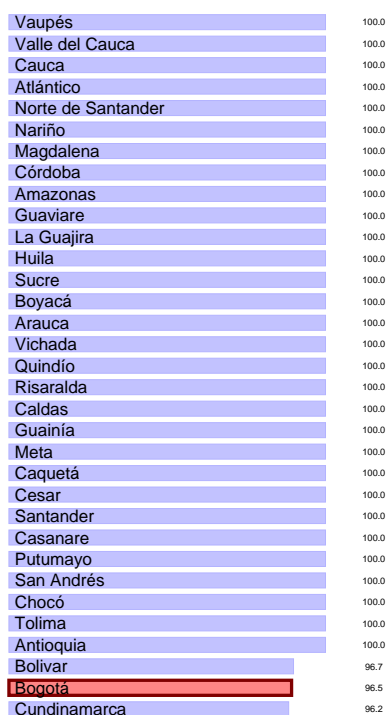 Vaupés 100.0
Valle del Cauca 100.0
Cauca 100.0
Atlántico 100.0
Norte de Santander 100.0
Nariño 100.0
Magdalena 100.0
Córdoba 100.0
Amazonas 100.0
Guaviare 100.0
La Guajira 100.0
Huila 100.0
Sucre 100.0
Boyacá 100.0
Arauca 100.0
Vichada 100.0
Quindío 100.0
Risaralda 100.0
Caldas 100.0
Guainía 100.0
Meta 100.0
Caquetá 100.0
Cesar 100.0
Santander 100.0
Casanare 100.0
Putumayo 100.0
San Andrés 100.0
Chocó 100.0
Tolima 100.0
Antioquia 100.0
Bolivar 96.7
Bogotá 96.5
Cundinamarca 96.2